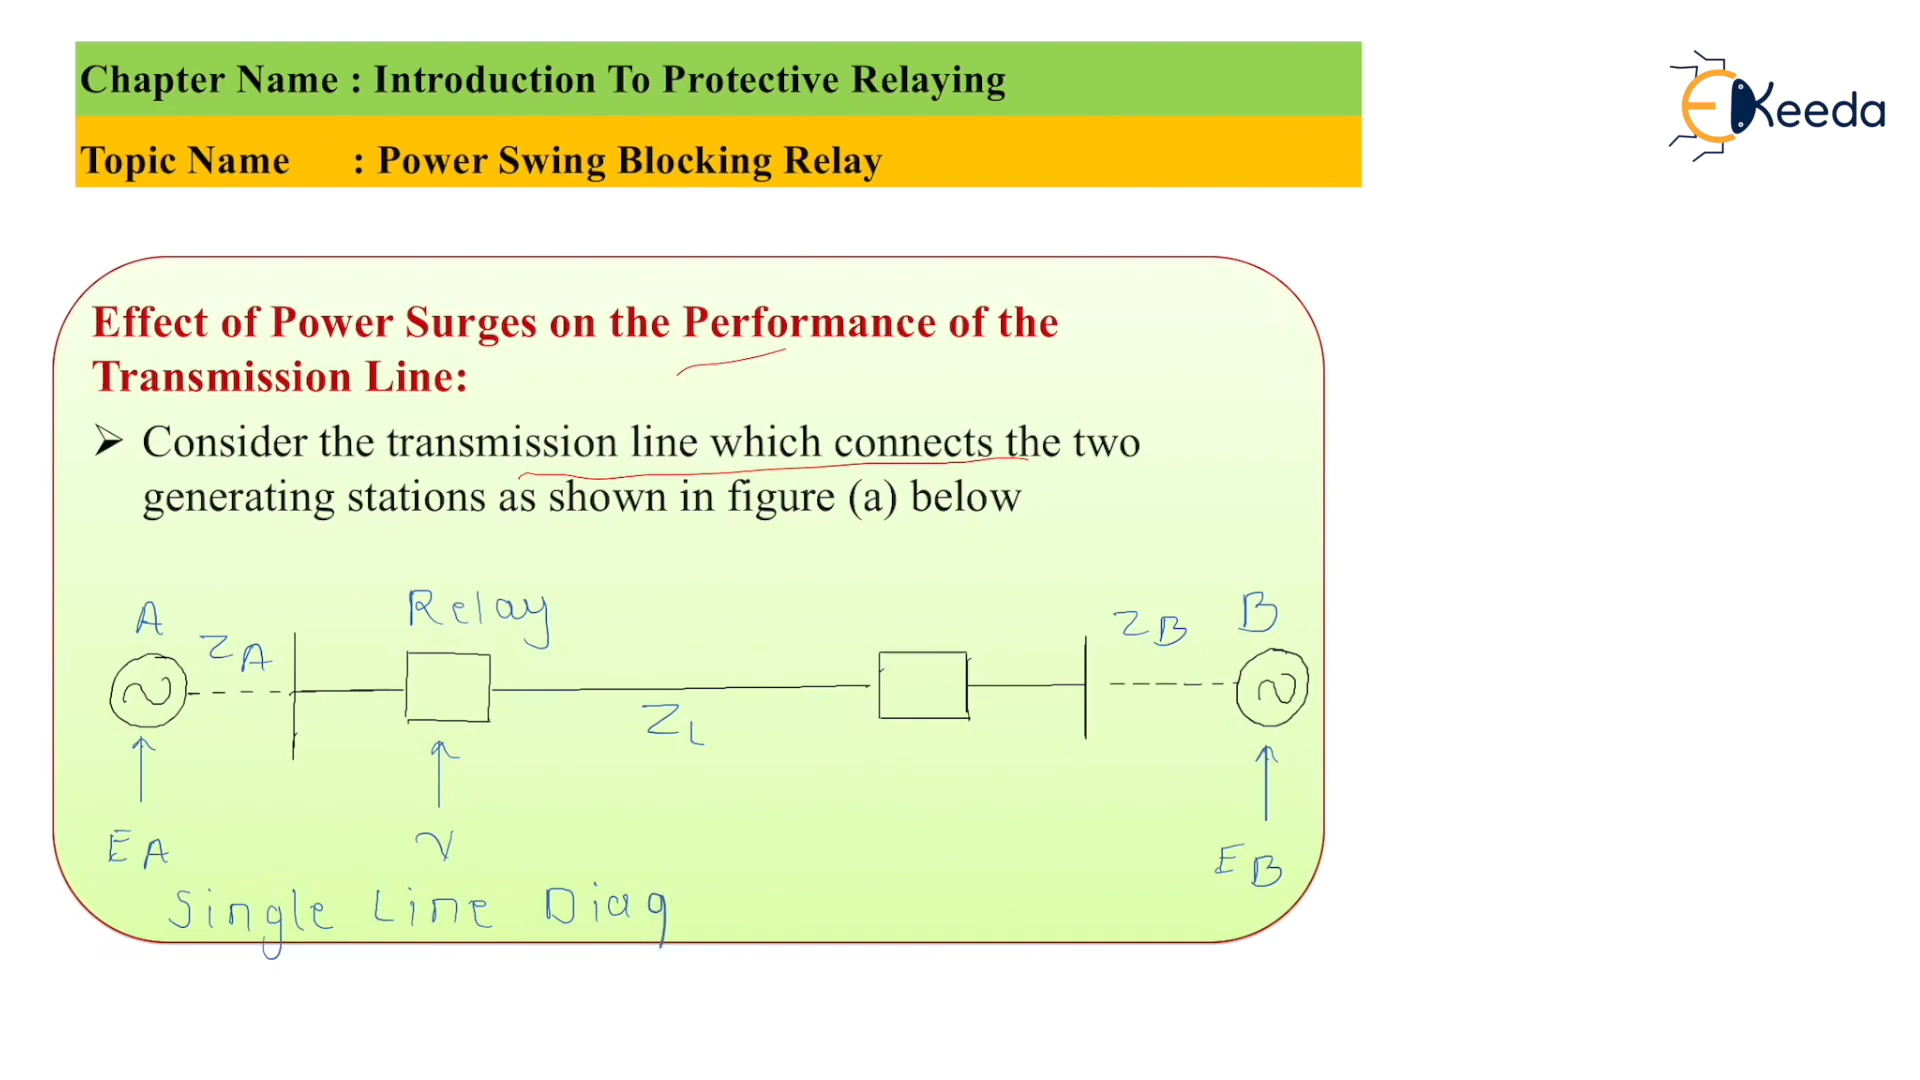 Chapter Name : Introduction To Protective Relaying
Topic Name : Power Swing Blocking Relay
EKeeda
Effect of Power Surges on the Performance of the
Transmission Line:
➢ Consider the transmission line which connects the two
generating stations as shown in figure (a) below
A ZA Relay ZB B
ZL
EA V EB
Single Line Diag